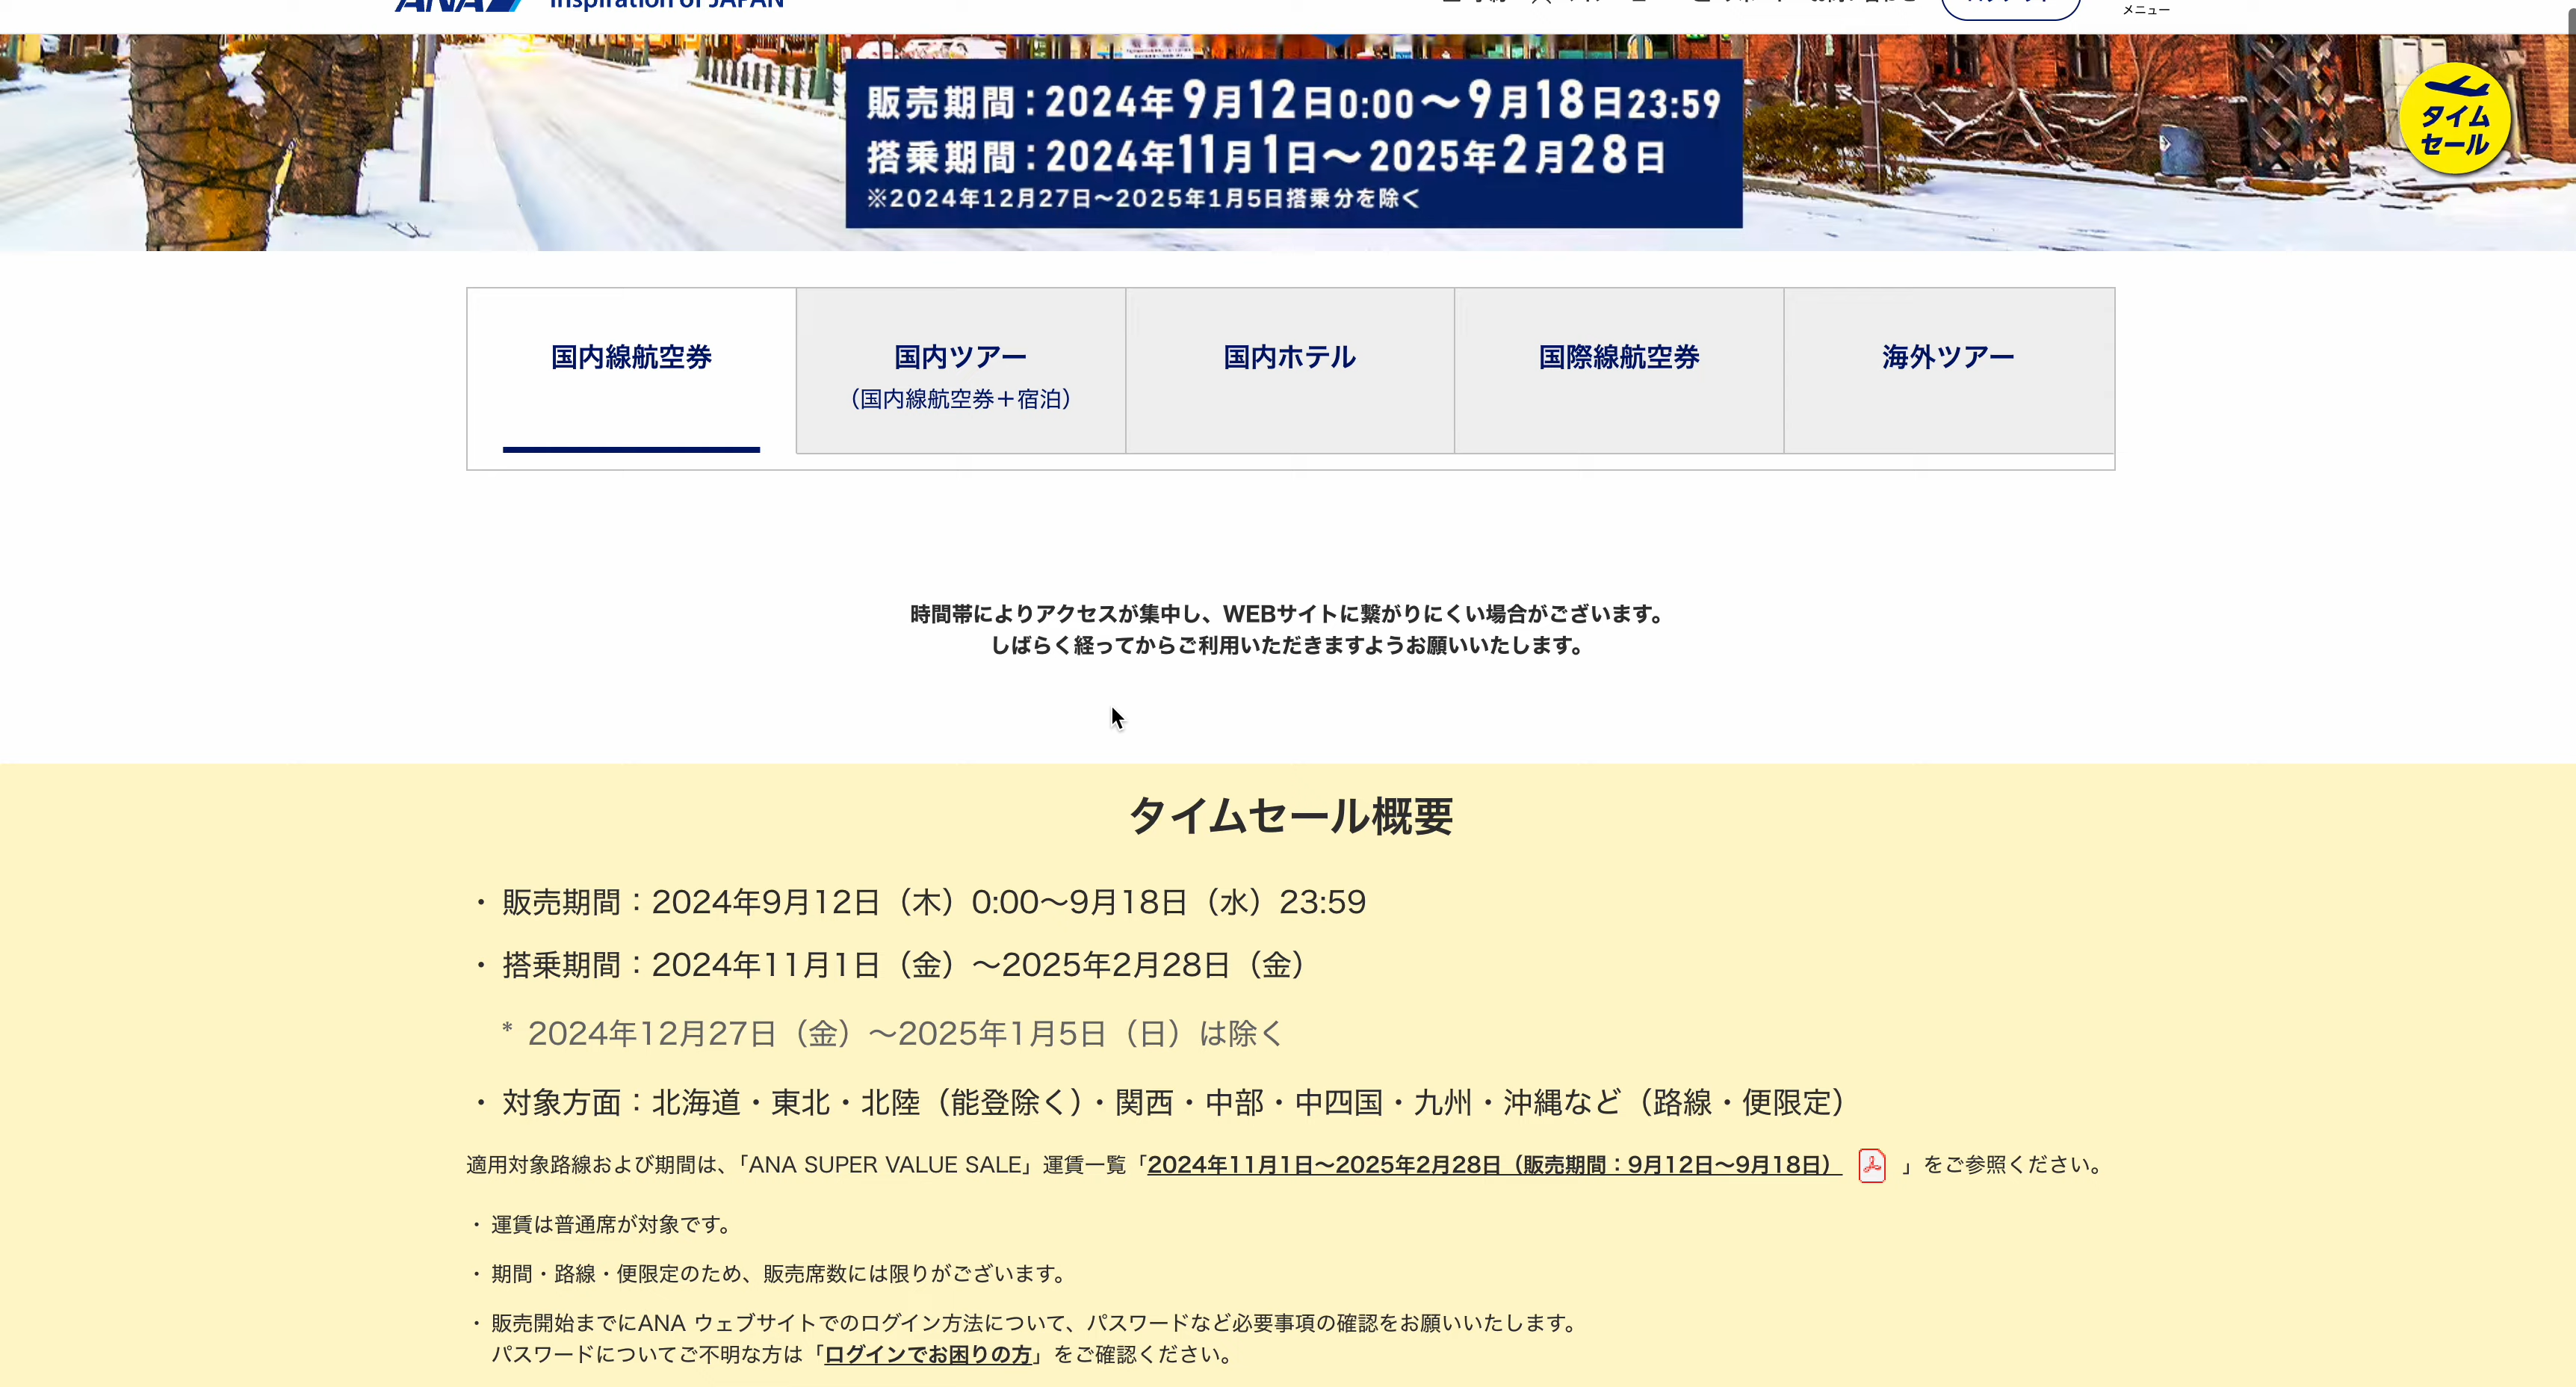 ANA Inspiration of JAPAN
メニュー
販売期間：2024年9月12日0:00～9月18日23:59
搭乗期間：2024年11月1日～2025年2月28日
※2024年12月27日～2025年1月5日搭乗分を除く
タイム
セール
国内線航空券
国内ツアー
（国内線航空券＋宿泊）
国内ホテル
国際線航空券
海外ツアー
時間帯によりアクセスが集中し、WEBサイトに繋がりにくい場合がございます。
しばらく経ってからご利用いただきますようお願いいたします。
タイムセール概要
・ 販売期間：2024年9月12日（木）0:00～9月18日（水）23:59
・ 搭乗期間：2024年11月1日（金）～2025年2月28日（金）
* 2024年12月27日（金）～2025年1月5日（日）は除く
・ 対象方面：北海道・東北・北陸（能登除く）・関西・中部・中四国・九州・沖縄など（路線・便限定）
適用対象路線および期間は、「ANA SUPER VALUE SALE」運賃一覧「2024年11月1日～2025年2月28日（販売期間：9月12日～9月18日）」をご参照ください。
・ 運賃は普通席が対象です。
・ 期間・路線・便限定のため、販売席数には限りがございます。
・ 販売開始までにANA ウェブサイトでのログイン方法について、パスワードなど必要事項の確認をお願いいたします。
パスワードについてご不明な方は「ログインでお困りの方」をご確認ください。